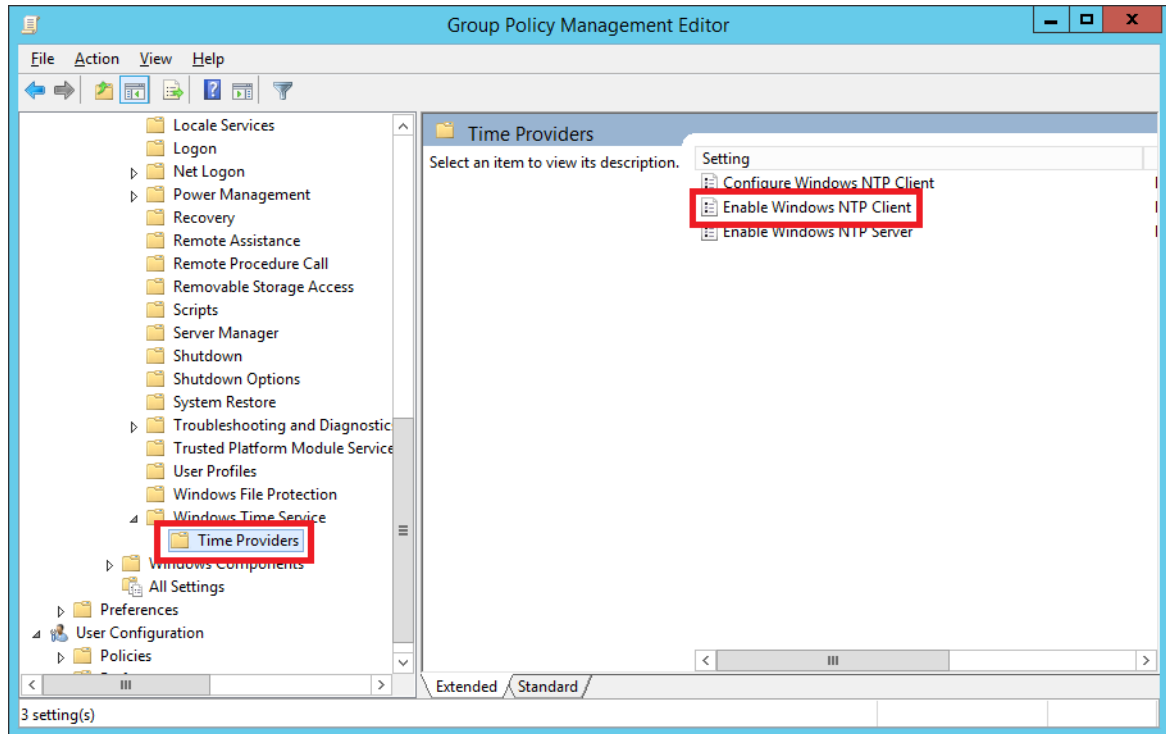 Group Policy Management Editor
File Action View Help
Locale Services
Logon
Net Logon
Power Management
Recovery
Remote Assistance
Remote Procedure Call
Removable Storage Access
Scripts
Server Manager
Shutdown
Shutdown Options
System Restore
Troubleshooting and Diagnostic
Trusted Platform Module Service
User Profiles
Windows File Protection
Windows Time Service
Time Providers
Windows Components
All Settings
Preferences
User Configuration
Policies
Time Providers
Select an item to view its description.
Setting
Configure Windows NTP Client
Enable Windows NTP Client
Enable Windows NTP Server
Extended Standard
3 setting(s)